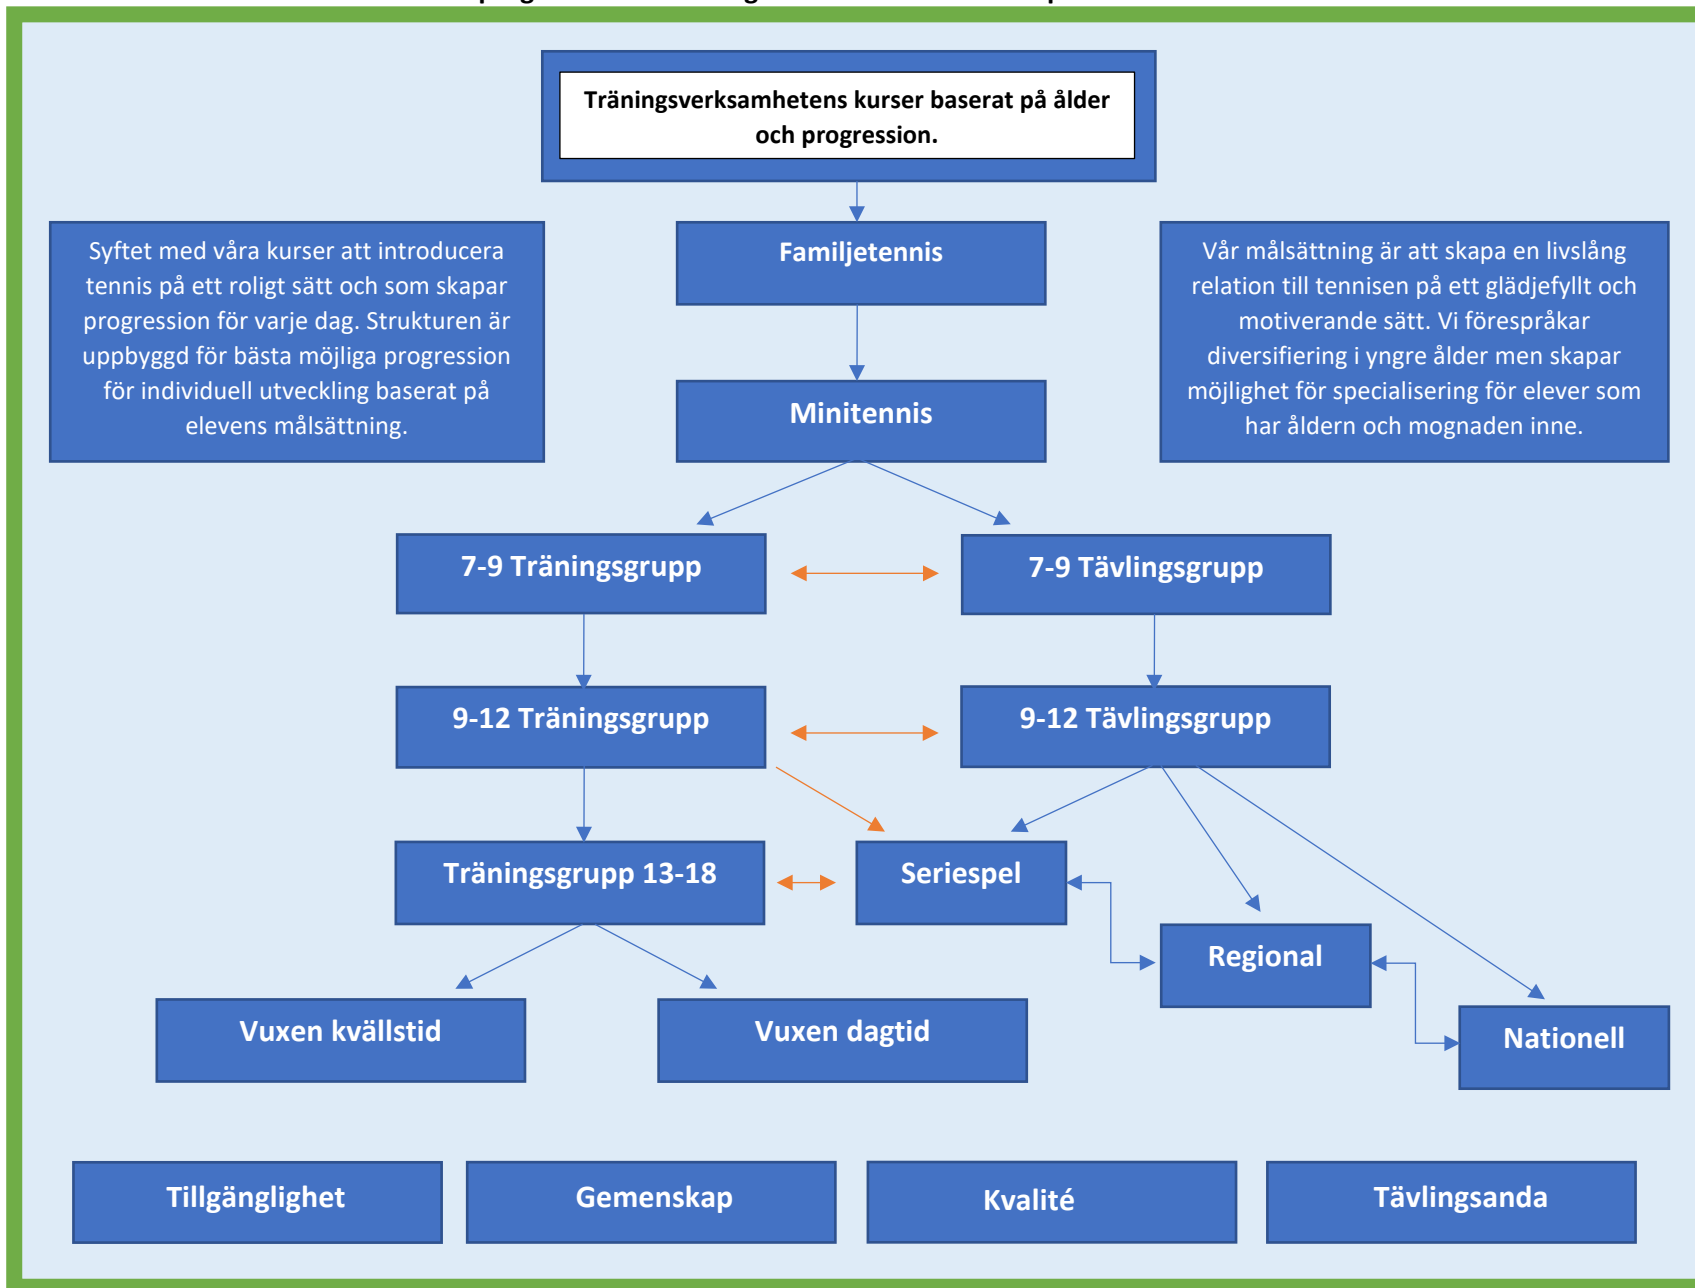 Träningsverksamhetens kurser baserat på ålder
och progression.
Syftet med våra kurser att introducera
tennis på ett roligt sätt och som skapar
progression för varje dag. Strukturen är
uppbyggd för bästa möjliga progression
för individuell utveckling baserat på
elevens målsättning.
Familjetennis
Vår målsättning är att skapa en livslång
relation till tennisen på ett glädjefyllt och
motiverande sätt. Vi förespråkar
diversifiering i yngre ålder men skapar
möjlighet för specialisering för elever som
har åldern och mognaden inne.
Minitennis
7-9 Träningsgrupp
7-9 Tävlingsgrupp
9-12 Träningsgrupp
9-12 Tävlingsgrupp
Träningsgrupp 13-18
Seriespel
Regional
Nationell
Vuxen kvällstid
Vuxen dagtid
Tillgänglighet
Gemenskap
Kvalité
Tävlingsanda